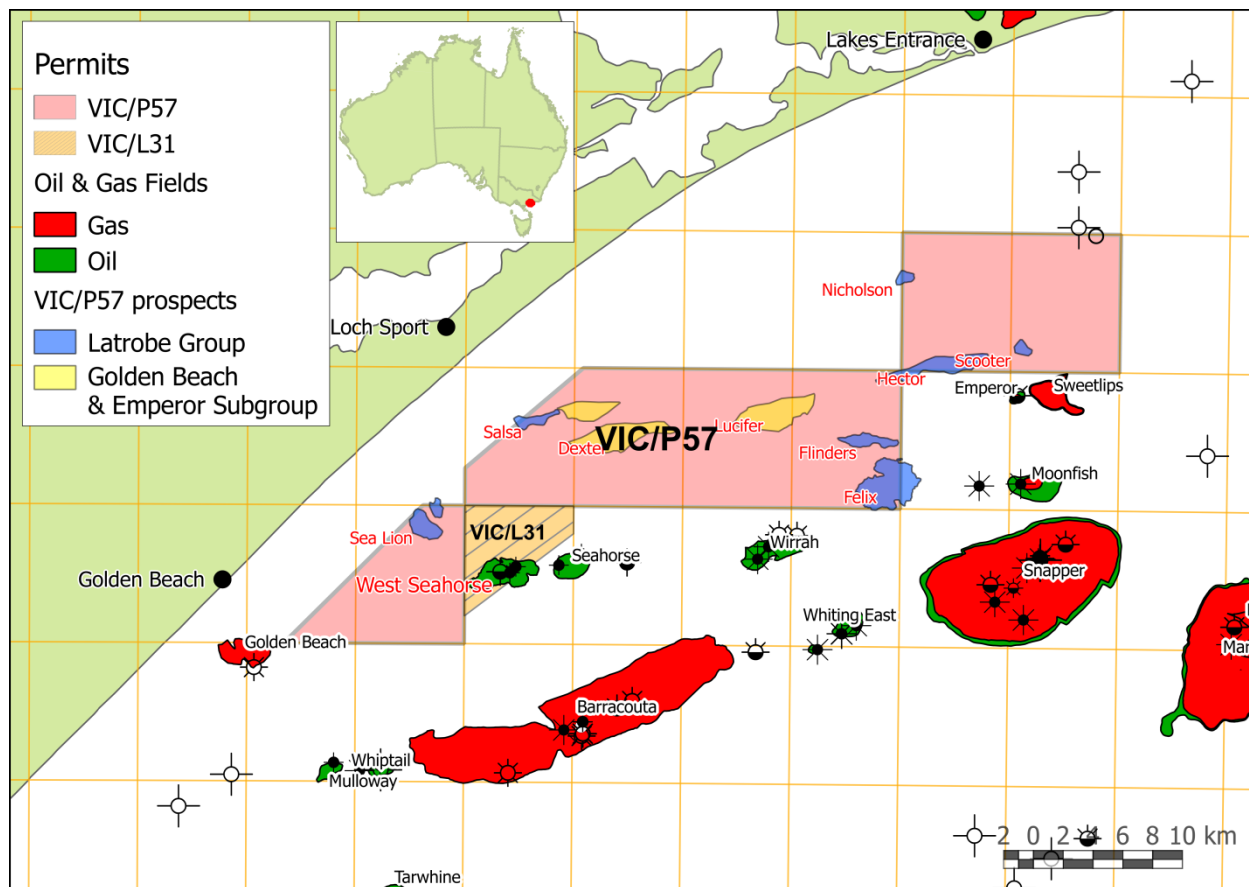 Permits
VIC/P57
VIC/L31
Oil & Gas Fields
Gas
Oil
VIC/P57 prospects
Latrobe Group
Golden Beach
& Emperor Subgroup
Lakes Entrance
Loch Sport
Nicholson
Scooter
Hector
Emperor
Sweetlips
Salsa
Dexter
VIC/P57
Lucifer
Flinders
Felix
Moonfish
Sea Lion
VIC/L31
Seahorse
Wirrah
Golden Beach
West Seahorse
Snapper
Whiting East
Golden Beach
Mar
Barracouta
Whiptail
Mulloway
2 0 2 4 6 8 10 km
Tarwhine